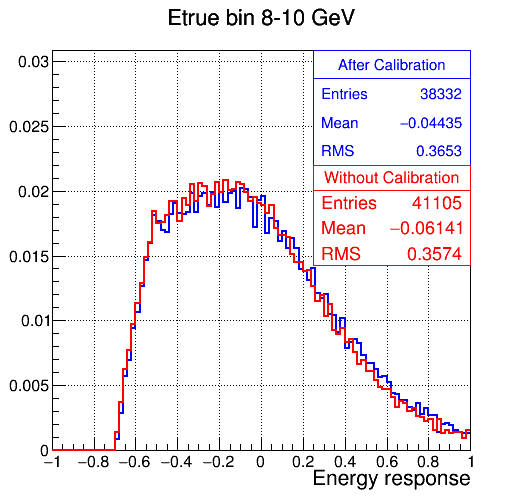 Etrue bin 8-10 GeV
After Calibration
Entries 38332
Mean −0.04435
RMS 0.3653
Without Calibration
Entries 41105
Mean −0.06141
RMS 0.3574
0.03
0.025
0.02
0.015
0.01
0.005
0
−1 −0.8 −0.6 −0.4 −0.2 0 0.2 0.4 0.6 0.8 1
Energy response